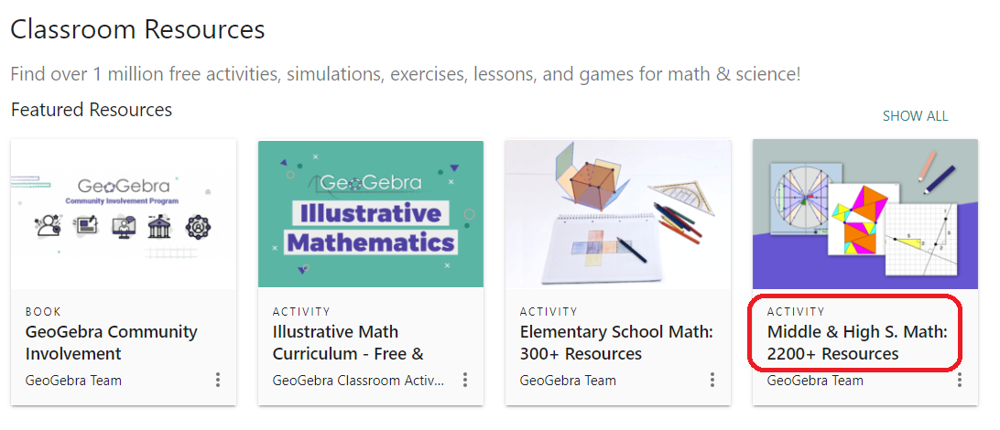 Classroom Resources
Find over 1 million free activities, simulations, exercises, lessons, and games for math & science!
Featured Resources
SHOW ALL
GeoGebra
Community Involvement Program
BOOK
GeoGebra Community
Involvement
GeoGebra Team
GeoGebra
Illustrative
Mathematics
ACTIVITY
Illustrative Math
Curriculum - Free &
GeoGebra Classroom Activ...
ACTIVITY
Elementary School Math:
300+ Resources
GeoGebra Team
ACTIVITY
Middle & High S. Math:
2200+ Resources
GeoGebra Team